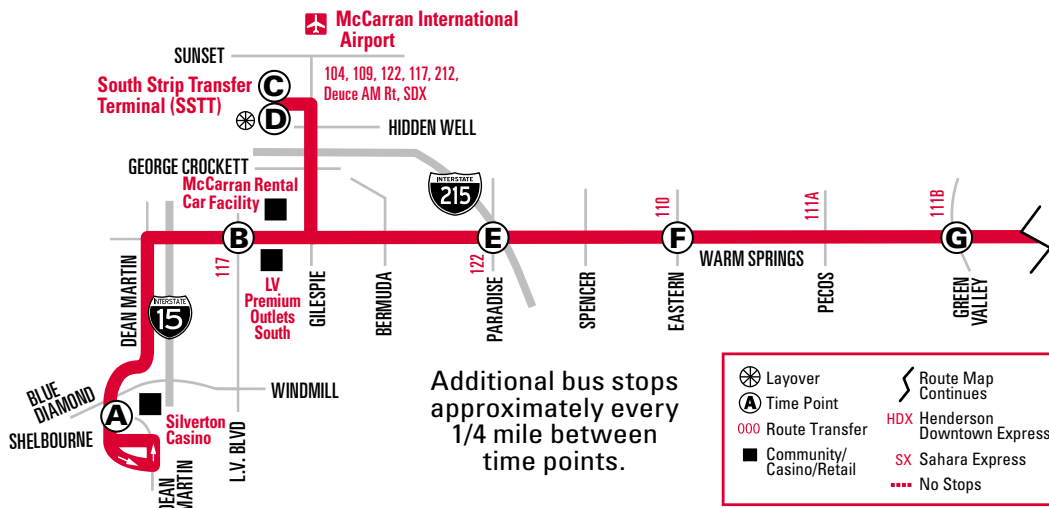 McCarran International
Airport
SUNSET
104, 109, 122, 117, 212,
Deuce AM Rt, SDX
South Strip Transfer
Terminal (SSTT)
C
D
HIDDEN WELL
GEORGE CROCKETT
McCarran Rental
Car Facility
INTERSTATE
215
110
111A
111B
B
E
F
G
117
122
WARM SPRINGS
LV
Premium
Outlets
South
DEAN MARTIN
GILESPIE
BERMUDA
PARADISE
SPENCER
EASTERN
PECOS
GREEN
VALLEY
INTERSTATE
15
BLUE
DIAMOND
WINDMILL
A
SHELBOURNE
Silverton
Casino
L.V. BLVD
DEAN
MARTIN
Additional bus stops
approximately every
1/4 mile between
time points.
Layover
A Time Point
000 Route Transfer
Community/
Casino/Retail
Route Map
Continues
HDX Henderson
Downtown Express
SX Sahara Express
No Stops